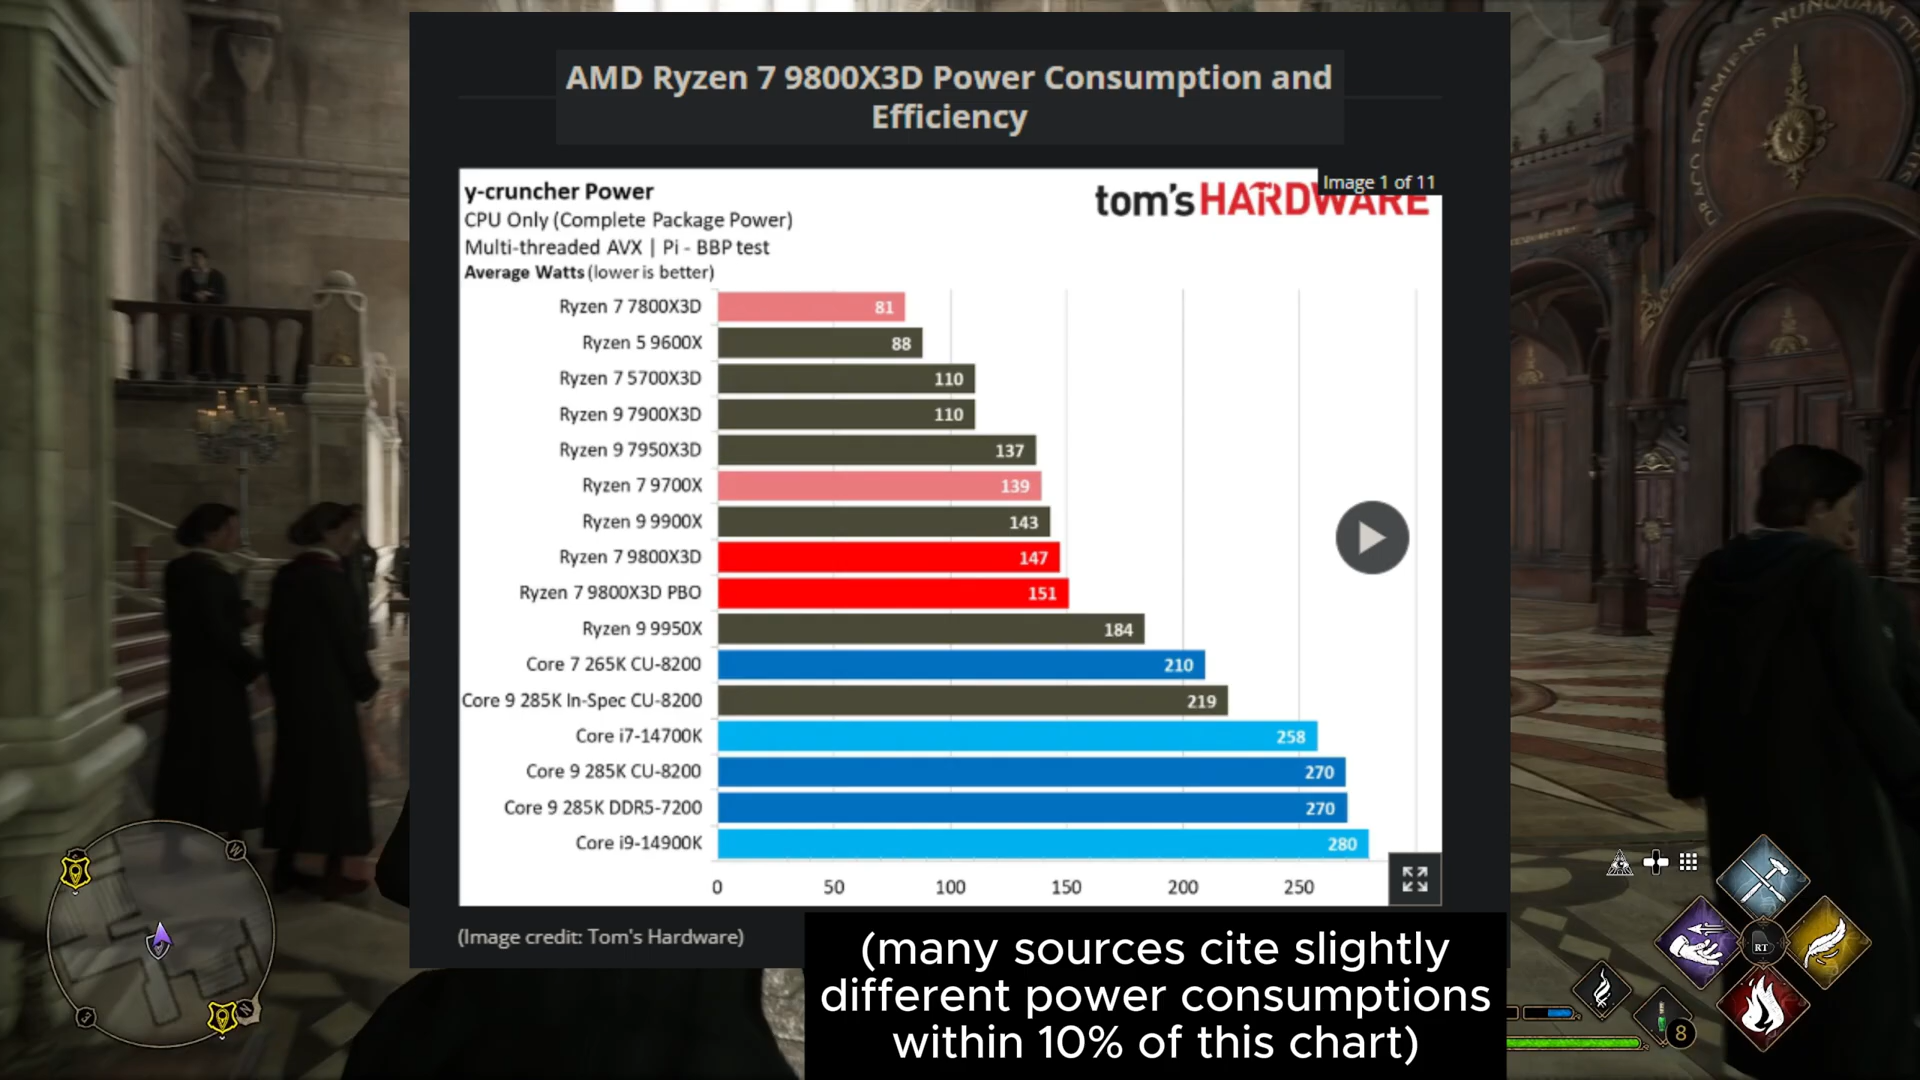 AMD Ryzen 7 9800X3D Power Consumption and
Efficiency
y-cruncher Power
CPU Only (Complete Package Power)
Multi-threaded AVX | Pi - BBP test
Average Watts (lower is better)
tom's HARDWARE
Image 1 of 11
Ryzen 7 7800X3D 81
Ryzen 5 9600X 88
Ryzen 7 5700X3D 110
Ryzen 9 7900X3D 110
Ryzen 9 7950X3D 137
Ryzen 7 9700X 139
Ryzen 9 9900X 143
Ryzen 7 9800X3D 147
Ryzen 7 9800X3D PBO 151
Ryzen 9 9950X 184
Core 7 265K CU-8200 210
Core 9 285K In-Spec CU-8200 219
Core i7-14700K 258
Core 9 285K CU-8200 270
Core 9 285K DDR5-7200 270
Core i9-14900K 280
0 50 100 150 200 250
(Image credit: Tom's Hardware)
(many sources cite slightly
different power consumptions
within 10% of this chart)
DRACO DORMIENS NUNQUAM
W
N
RT
8